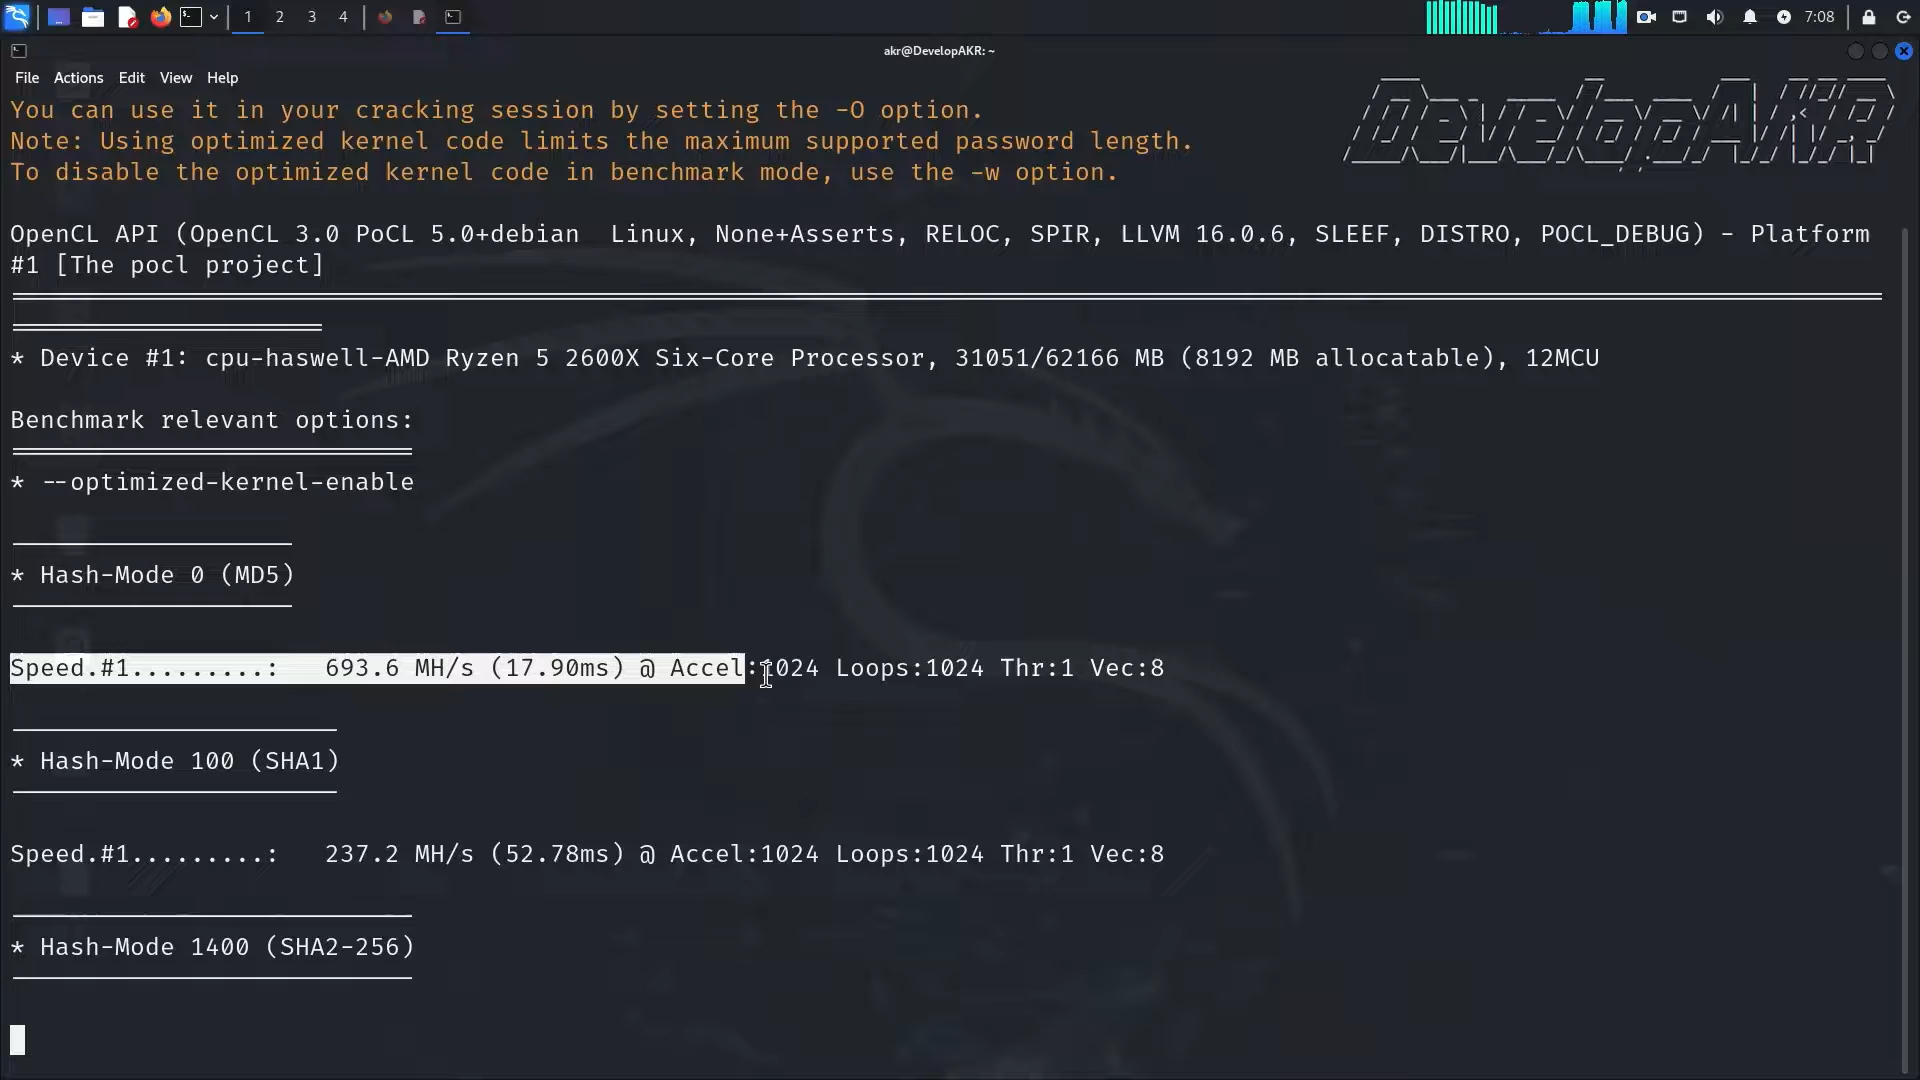 1 2 3 4 7:08
akr@DevelopAKR: ~
File Actions Edit View Help
DevelopAKR
You can use it in your cracking session by setting the -O option.
Note: Using optimized kernel code limits the maximum supported password length.
To disable the optimized kernel code in benchmark mode, use the -w option.
OpenCL API (OpenCL 3.0 PoCL 5.0+debian  Linux, None+Asserts, RELOC, SPIR, LLVM 16.0.6, SLEEF, DISTRO, POCL_DEBUG) - Platform
#1 [The pocl project]
* Device #1: cpu-haswell-AMD Ryzen 5 2600X Six-Core Processor, 31051/62166 MB (8192 MB allocatable), 12MCU
Benchmark relevant options:
* --optimized-kernel-enable
* Hash-Mode 0 (MD5)
Speed.#1.........:   693.6 MH/s (17.90ms) @ Accel:1024 Loops:1024 Thr:1 Vec:8
* Hash-Mode 100 (SHA1)
Speed.#1.........:   237.2 MH/s (52.78ms) @ Accel:1024 Loops:1024 Thr:1 Vec:8
* Hash-Mode 1400 (SHA2-256)